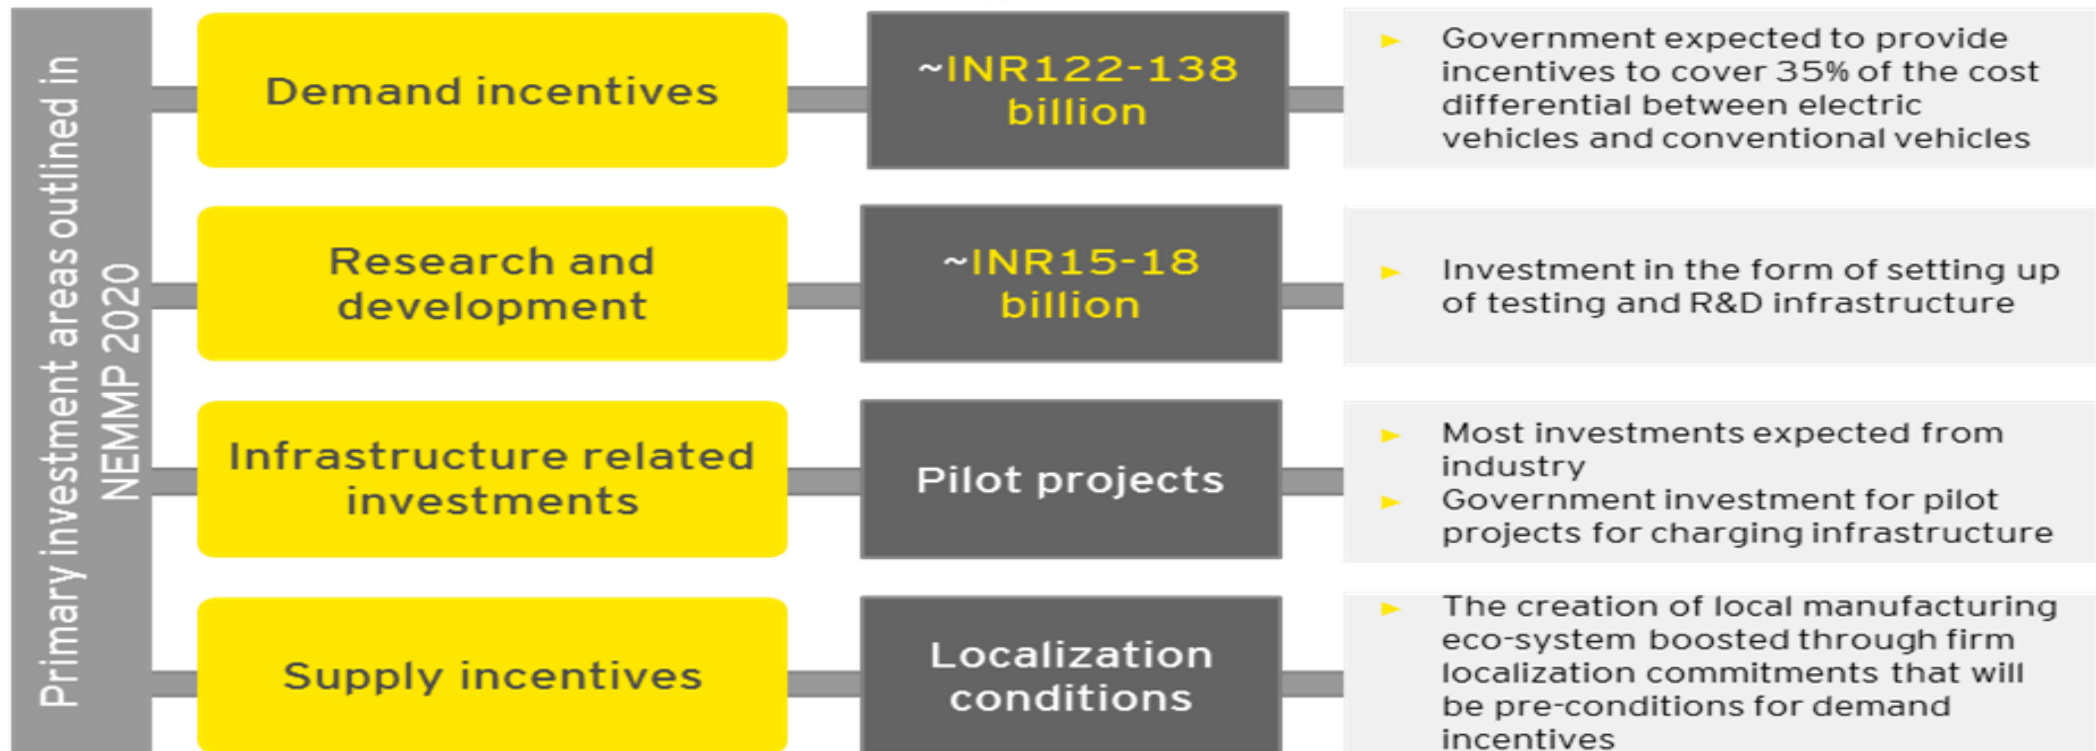 Primary investment areas outlined in
NEMMP 2020
Demand incentives
~INR122-138
billion
► Government expected to provide
incentives to cover 35% of the cost
differential between electric
vehicles and conventional vehicles
Research and
development
~INR15-18
billion
► Investment in the form of setting up
of testing and R&D infrastructure
Infrastructure related
investments
Pilot projects
► Most investments expected from
industry
► Government investment for pilot
projects for charging infrastructure
Supply incentives
Localization
conditions
► The creation of local manufacturing
eco-system boosted through firm
localization commitments that will
be pre-conditions for demand
incentives